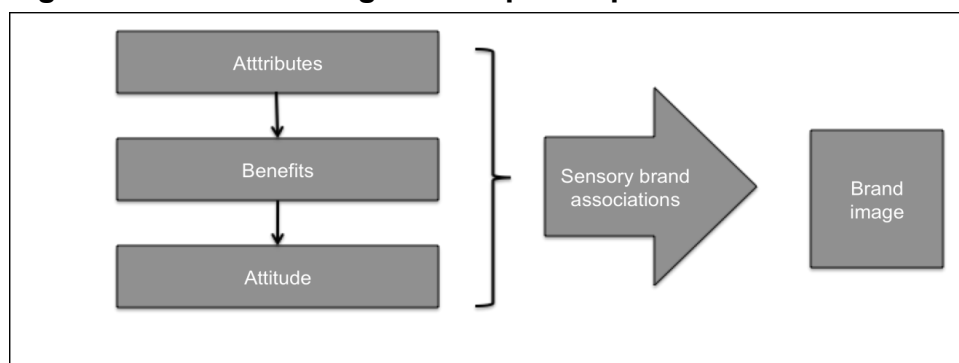 Atttributes
Benefits
Attitude
Sensory brand
associations
Brand
image